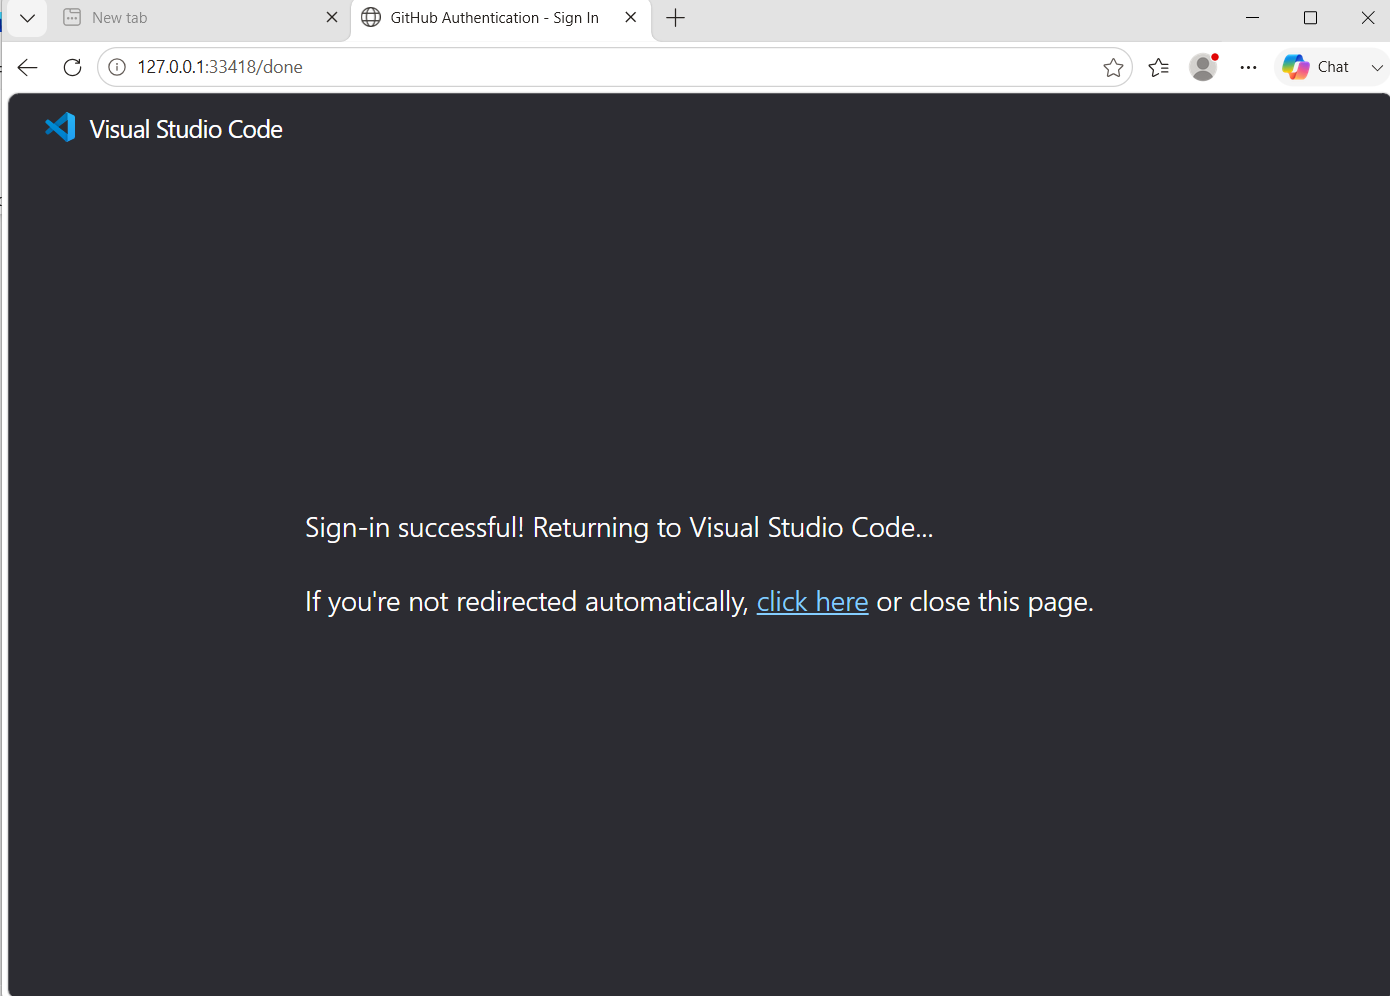 New tab
GitHub Authentication - Sign In
127.0.0.1:33418/done
Chat
Visual Studio Code
Sign-in successful! Returning to Visual Studio Code...
If you're not redirected automatically, click here or close this page.